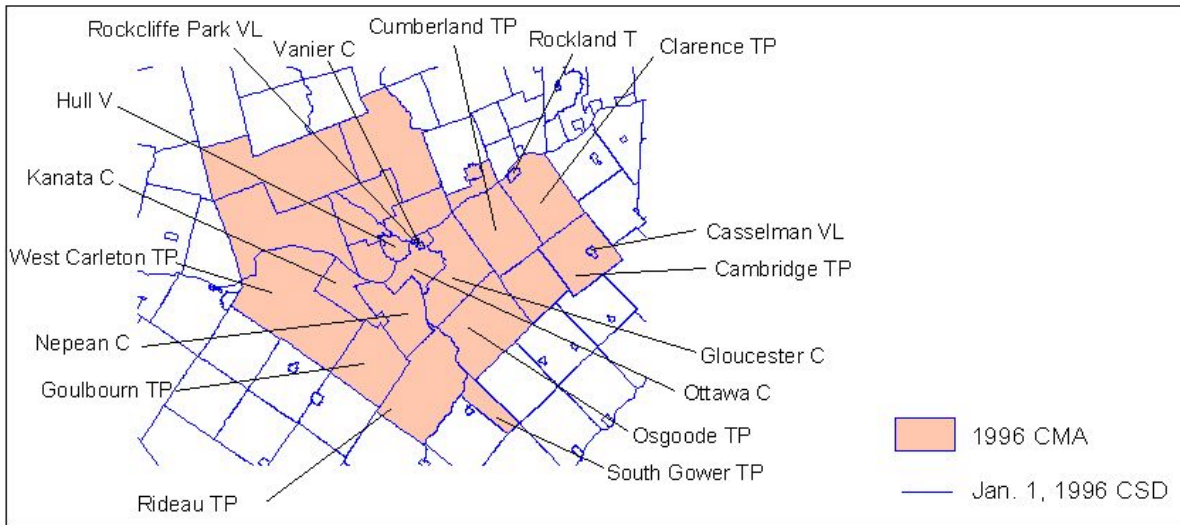 Rockcliffe Park VL
Cumberland TP
Rockland T
Vanier C
Clarence TP
Hull V
Kanata C
West Carleton TP
Casselman VL
Cambridge TP
Nepean C
Gloucester C
Goulbourn TP
Ottawa C
Osgoode TP
1996 CMA
South Gower TP
Rideau TP
Jan. 1, 1996 CSD